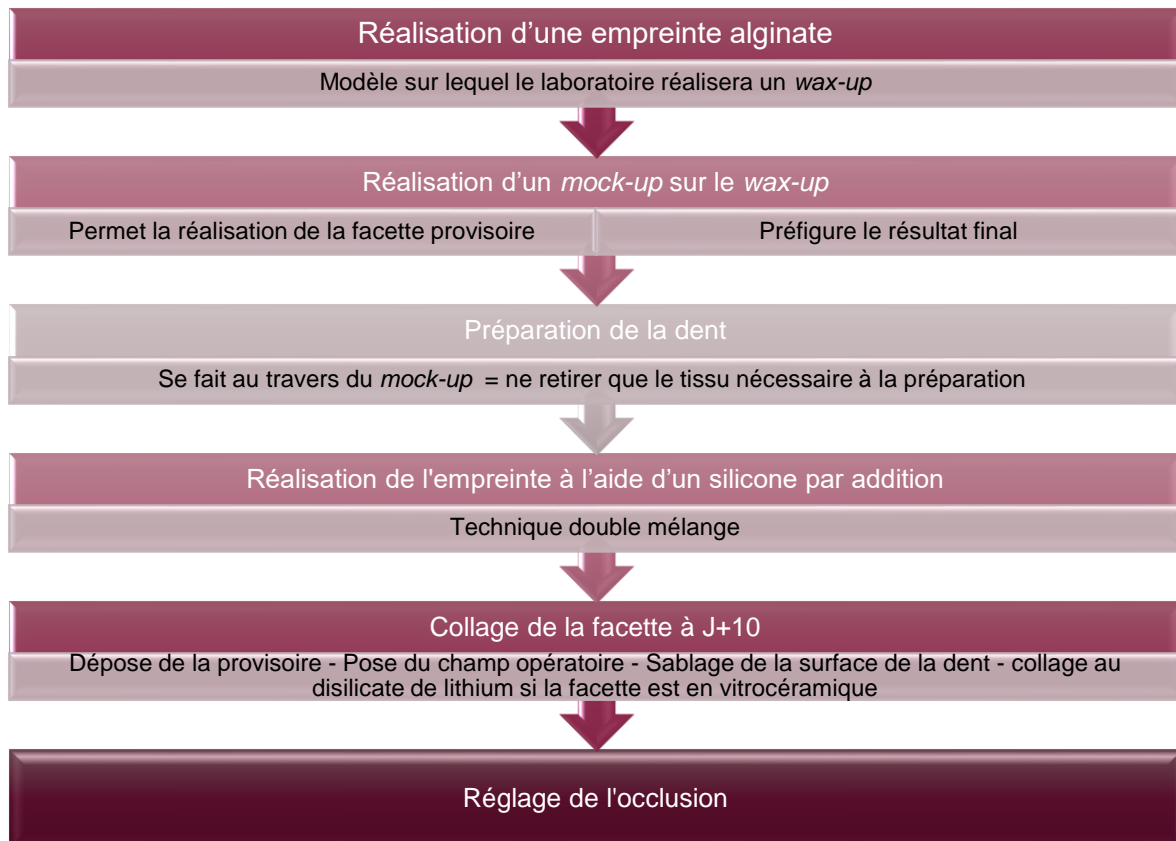 Réalisation d’une empreinte alginate
Modèle sur lequel le laboratoire réalisera un wax-up
Réalisation d’un mock-up sur le wax-up
Permet la réalisation de la facette provisoire
Préfigure le résultat final
Préparation de la dent
Se fait au travers du mock-up = ne retirer que le tissu nécessaire à la préparation
Réalisation de l'empreinte à l’aide d’un silicone par addition
Technique double mélange
Collage de la facette à J+10
Dépose de la provisoire - Pose du champ opératoire - Sablage de la surface de la dent - collage au
disilicate de lithium si la facette est en vitrocéramique
Réglage de l'occlusion